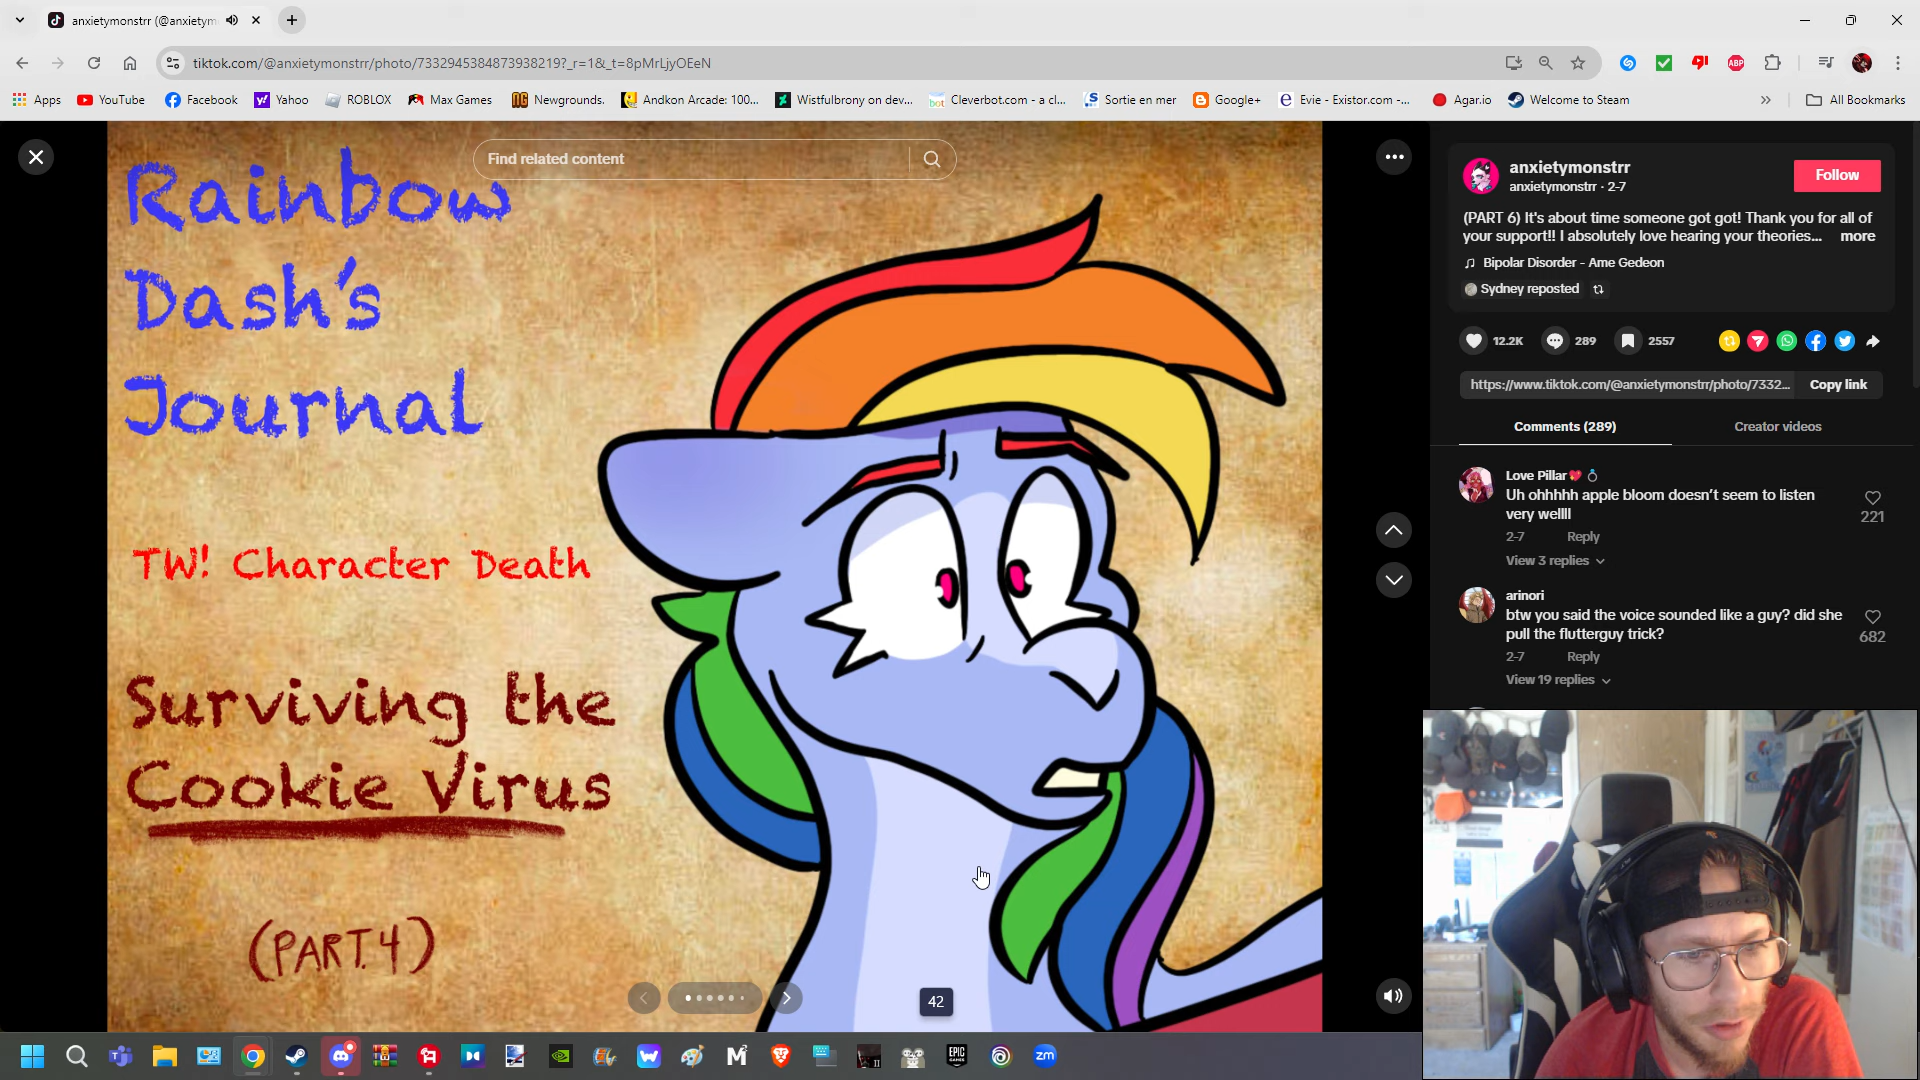 anxietymonstrr (@anxietym
tiktok.com/@anxietymonstrr/photo/7332945384873938219?_r=1&_t=8pMrLjyOEeN
ABP
Apps
YouTube
Facebook
Yahoo
ROBLOX
Max Games
Newgrounds.
Andkon Arcade: 100...
Wistfulbrony on dev...
Cleverbot.com - a cl...
Sortie en mer
Google+
Evie - Existor.com -...
Agar.io
Welcome to Steam
All Bookmarks
Find related content
Rainbow
Dash's
Journal
TW! Character Death
Surviving the
Cookie Virus
(PART.4)
42
anxietymonstrr
anxietymonstrr · 2-7
Follow
(PART 6) It's about time someone got got! Thank you for all of
your support!! I absolutely love hearing your theories... more
Bipolar Disorder - Ame Gedeon
Sydney reposted
12.2K
289
2557
https://www.tiktok.com/@anxietymonstrr/photo/7332...
Copy link
Comments (289)
Creator videos
Love Pillar💖💍
Uh ohhhhh apple bloom doesn't seem to listen
very wellll
221
2-7
Reply
View 3 replies
arinori
btw you said the voice sounded like a guy? did she
pull the flutterguy trick?
682
2-7
Reply
View 19 replies
EPIC
GAMES
zm